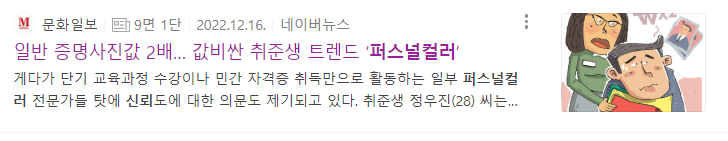 문화일보 9면 1단 2022.12.16. 네이버뉴스
일반 증명사진값 2배... 값비싼 취준생 트렌드 ‘퍼스널컬러’
게다가 단기 교육과정 수강이나 민간 자격증 취득만으로 활동하는 일부 퍼스널컬
러 전문가들 탓에 신뢰도에 대한 의문도 제기되고 있다. 취준생 정우진(28) 씨는...